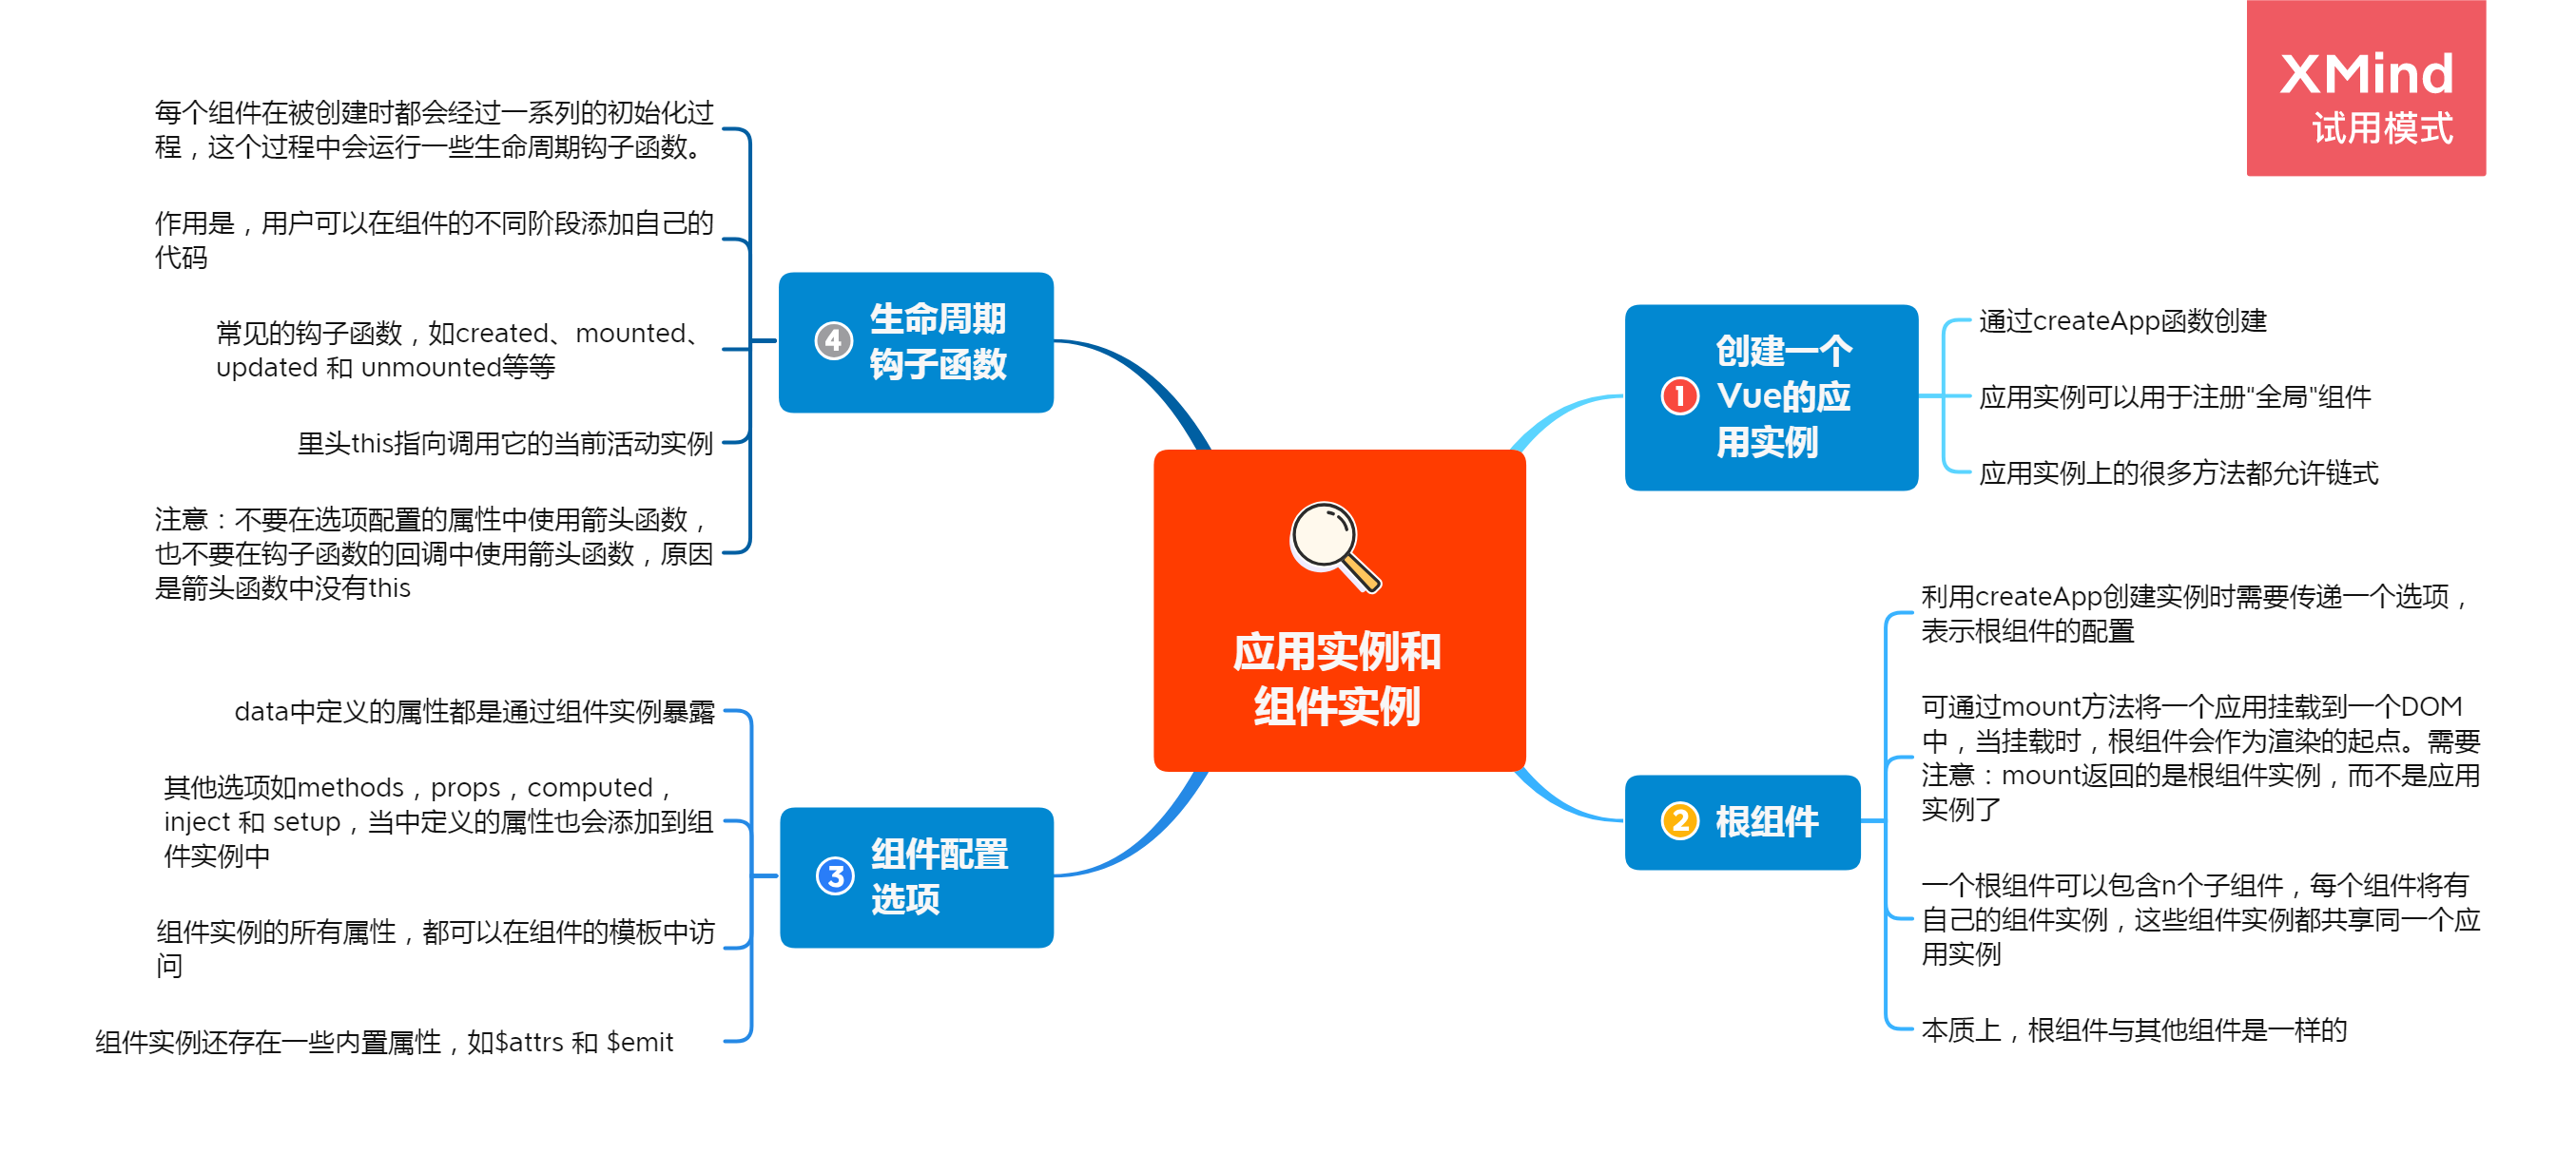 XMind
试用模式
应用实例和
组件实例
1
创建一个
Vue的应
用实例
通过createApp函数创建
应用实例可以用于注册“全局"组件
应用实例上的很多方法都允许链式
2
根组件
利用createApp创建实例时需要传递一个选项，
表示根组件的配置
可通过mount方法将一个应用挂载到一个DOM
中，当挂载时，根组件会作为渲染的起点。需要
注意：mount返回的是根组件实例，而不是应用
实例了
一个根组件可以包含n个子组件，每个组件将有
自己的组件实例，这些组件实例都共享同一个应
用实例
本质上，根组件与其他组件是一样的
3
组件配置
选项
data中定义的属性都是通过组件实例暴露
其他选项如methods，props，computed，
inject 和 setup，当中定义的属性也会添加到组
件实例中
组件实例的所有属性，都可以在组件的模板中访
问
组件实例还存在一些内置属性，如$attrs 和 $emit
4
生命周期
钩子函数
每个组件在被创建时都会经过一系列的初始化过
程，这个过程中会运行一些生命周期钩子函数。
作用是，用户可以在组件的不同阶段添加自己的
代码
常见的钩子函数，如created、mounted、
updated 和 unmounted等等
里头this指向调用它的当前活动实例
注意：不要在选项配置的属性中使用箭头函数，
也不要在钩子函数的回调中使用箭头函数，原因
是箭头函数中没有this